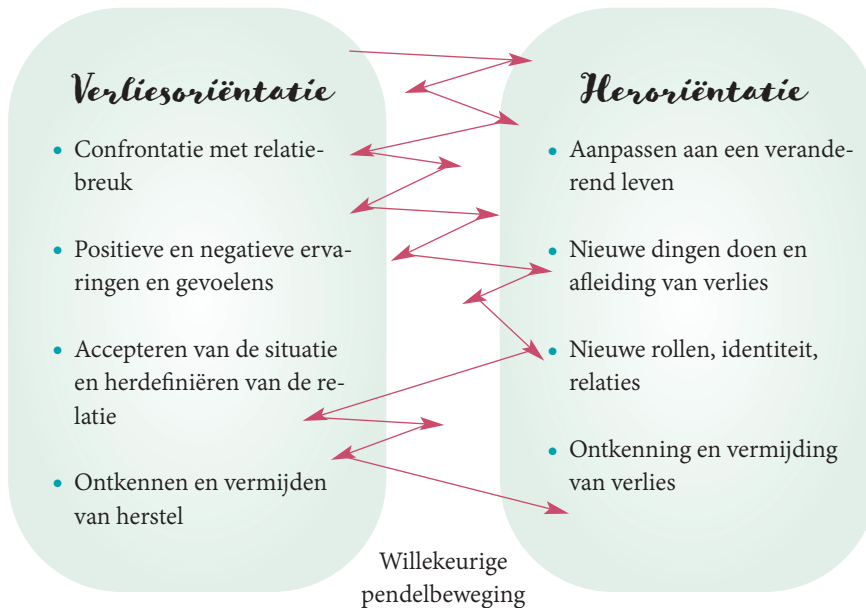 Verliesoriëntatie
• Confrontatie met relatie-
breuk
• Positieve en negatieve erva-
ringen en gevoelens
• Accepteren van de situatie
en herdefiniëren van de re-
latie
• Ontkennen en vermijden
van herstel
Heroriëntatie
• Aanpassen aan een verande-
rend leven
• Nieuwe dingen doen en
afleiding van verlies
• Nieuwe rollen, identiteit,
relaties
• Ontkenning en vermijding
van verlies
Willekeurige
pendelbeweging